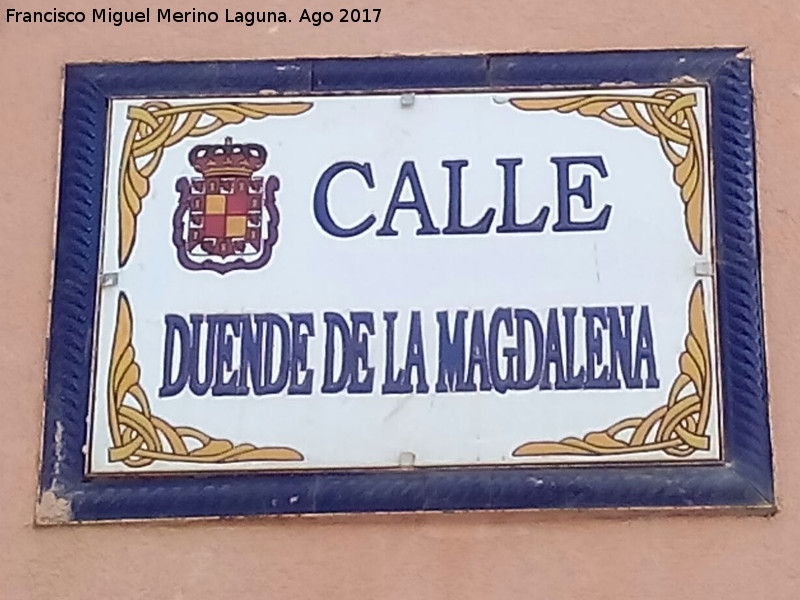 Francisco Miguel Merino Laguna. Ago 2017
CALLE
DUENDE DE LA MAGDALENA